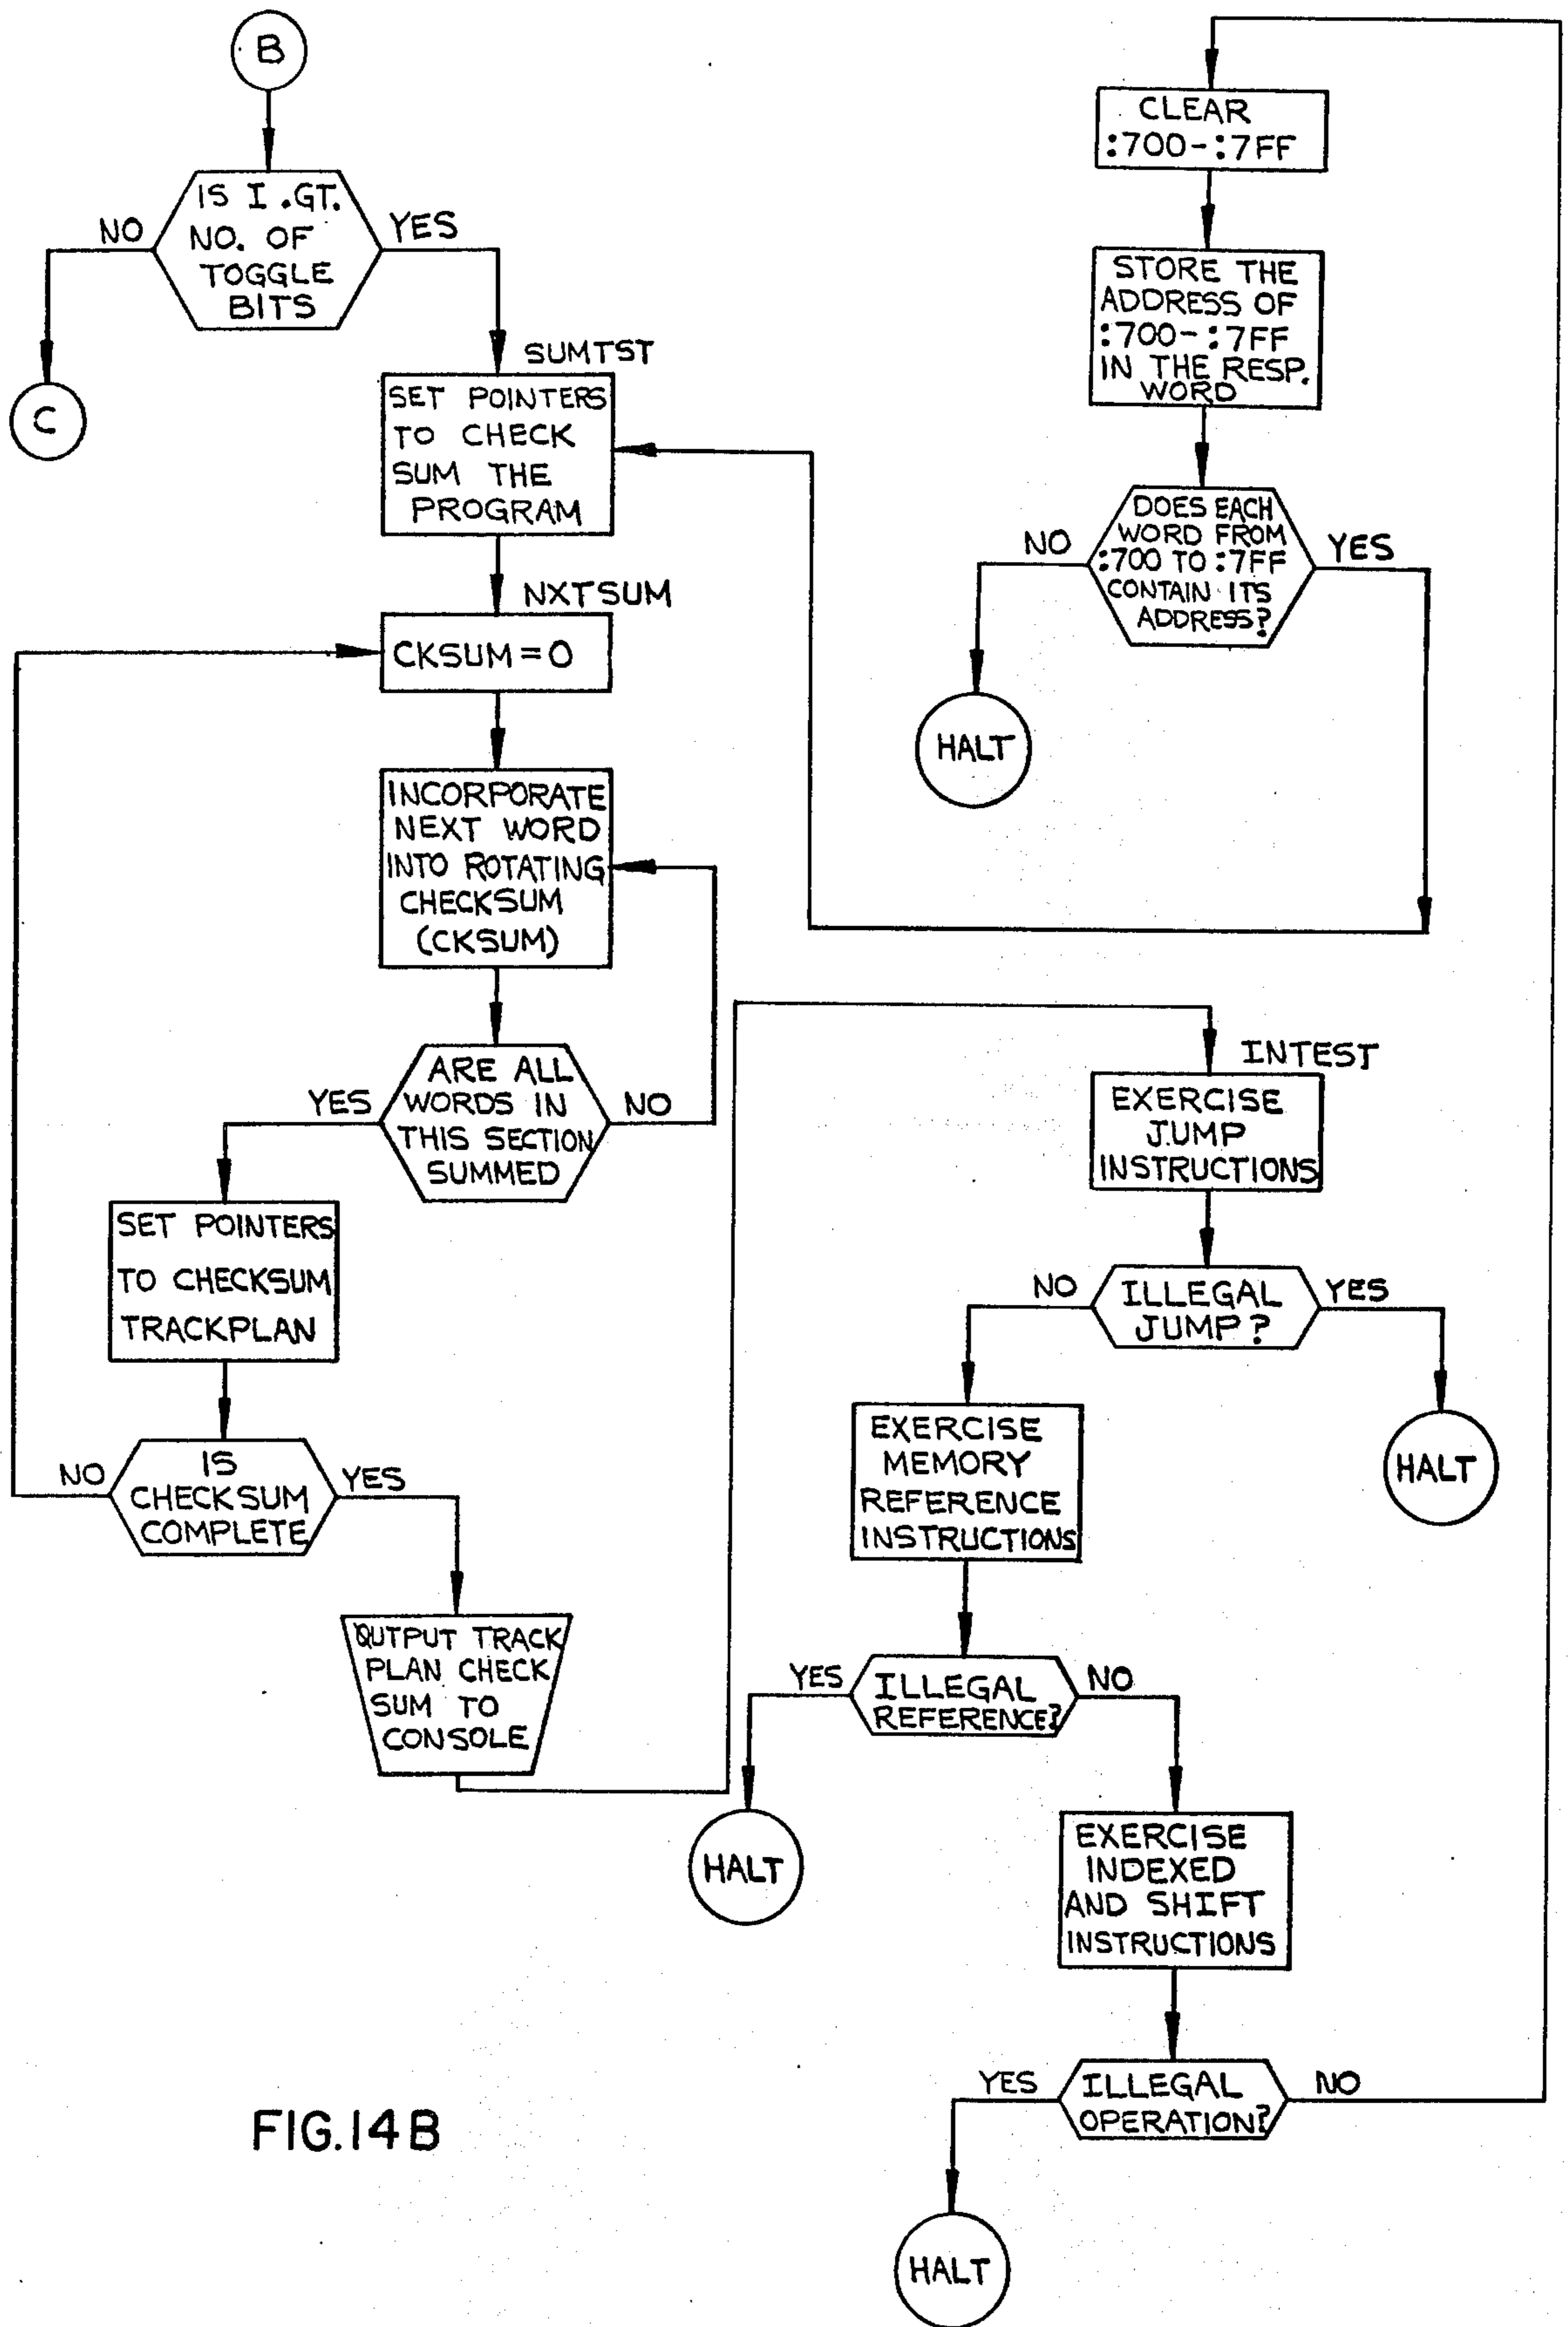 B
IS I .GT.
NO. OF
TOGGLE
BITS
NO
YES
C
SUMTST
SET POINTERS
TO CHECK
SUM THE
PROGRAM
NXTSUM
CKSUM = 0
INCORPORATE
NEXT WORD
INTO ROTATING
CHECKSUM
(CKSUM)
ARE ALL
WORDS IN
THIS SECTION
SUMMED
YES
NO
SET POINTERS
TO CHECKSUM
TRACKPLAN
IS
CHECKSUM
COMPLETE
NO
YES
OUTPUT TRACK
PLAN CHECK
SUM TO
CONSOLE
CLEAR
:700-:7FF
STORE THE
ADDRESS OF
:700-:7FF
IN THE RESP.
WORD
DOES EACH
WORD FROM
:700 TO :7FF
CONTAIN ITS
ADDRESS?
NO
YES
HALT
INTEST
EXERCISE
JUMP
INSTRUCTIONS
ILLEGAL
JUMP?
NO
YES
HALT
EXERCISE
MEMORY
REFERENCE
INSTRUCTIONS
ILLEGAL
REFERENCE?
YES
NO
HALT
EXERCISE
INDEXED
AND SHIFT
INSTRUCTIONS
ILLEGAL
OPERATION?
YES
NO
HALT
FIG.14B